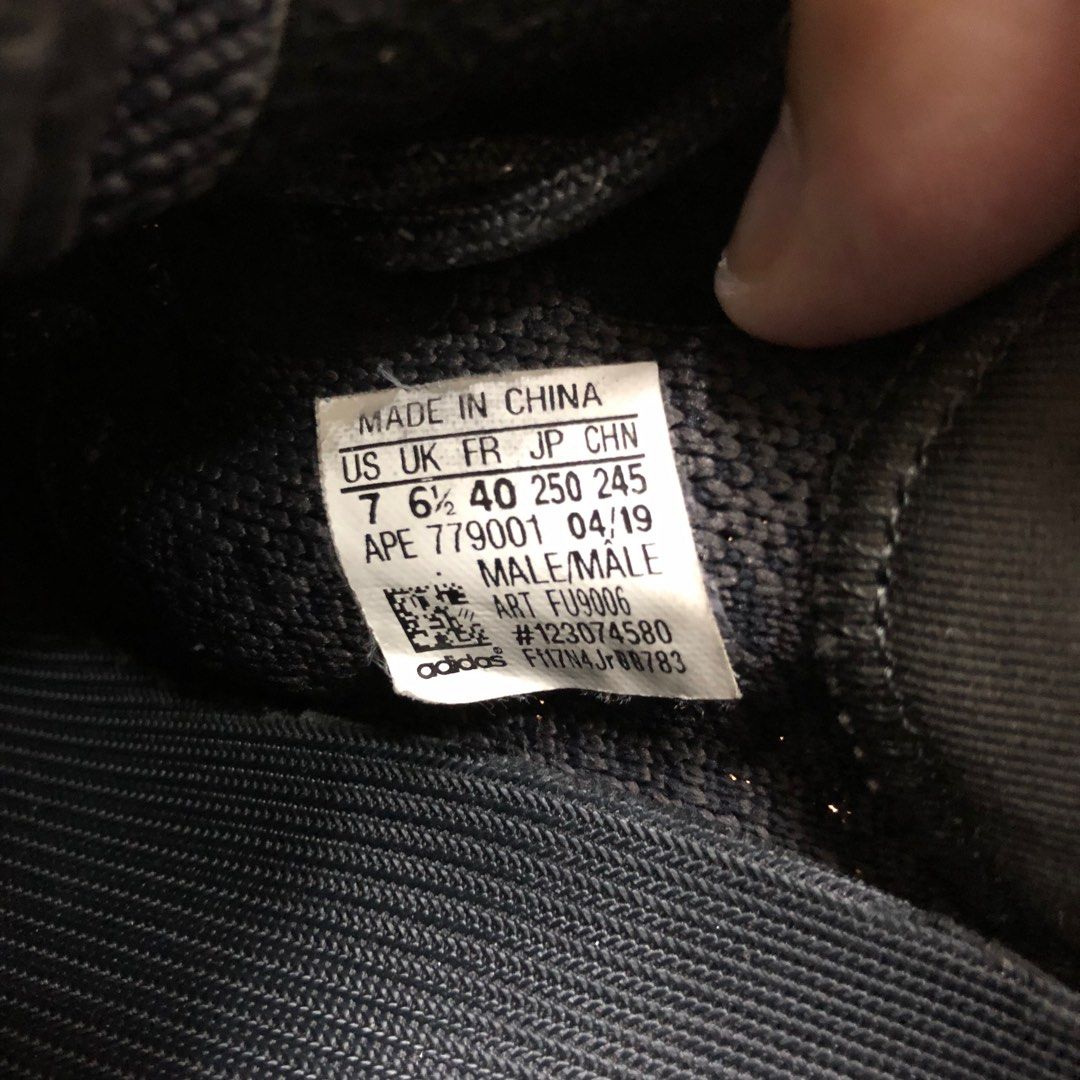 MADE IN CHINA
US UK FR JP CHN
7 6½ 40 250 245
APE 779001 04/19
MALE/MÂLE
ART FU9006
#123074580
adidas®